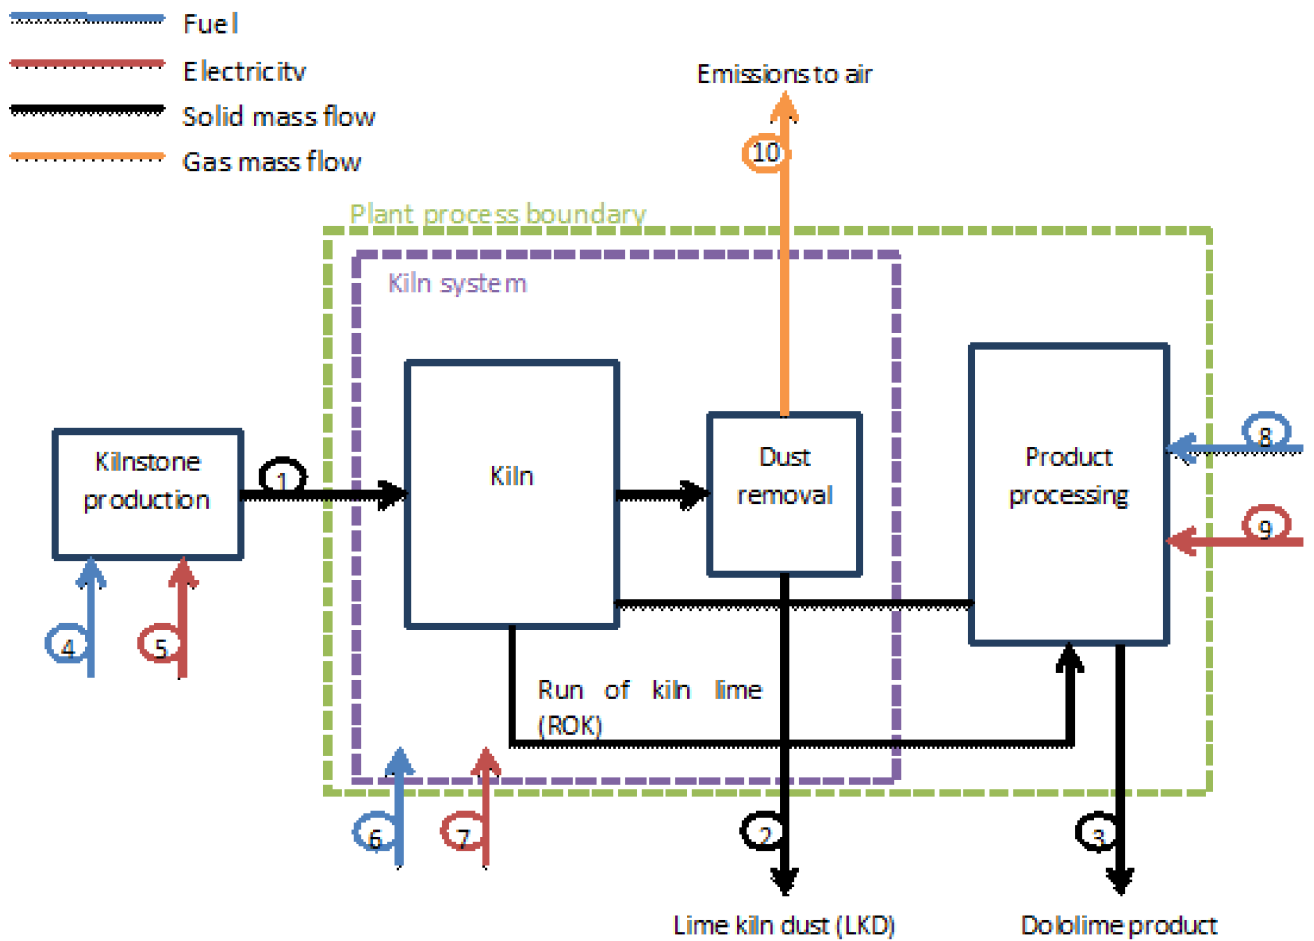 Fuel
Electricity
Solid mass flow
Gas mass flow
Emissions to air
10
Plant process boundary
Kiln system
Kilnstone
production
1
Kiln
Dust
removal
Product
processing
8
9
4
5
Run of kiln lime
(ROK)
6
7
2
3
Lime kiln dust (LKD)
Dololime product